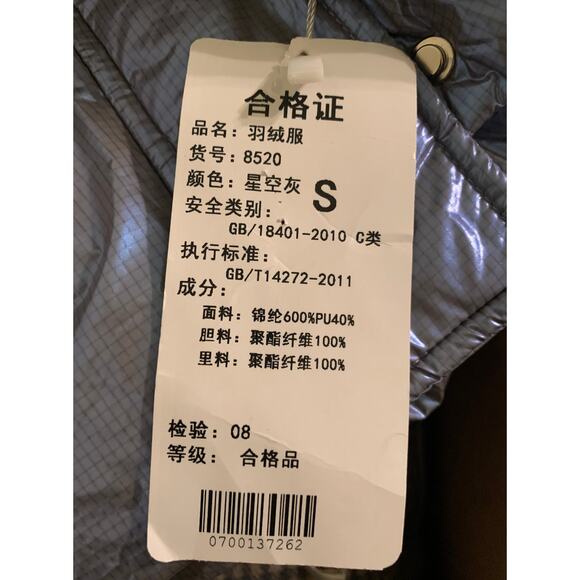 合格证
品名：羽绒服
货号：8520
颜色：星空灰 S
安全类别：
GB/18401-2010 C类
执行标准：
GB/T14272-2011
成分：
面料：锦纶600%PU40%
胆料：聚酯纤维100%
里料：聚酯纤维100%
检验：08
等级： 合格品
0700137262